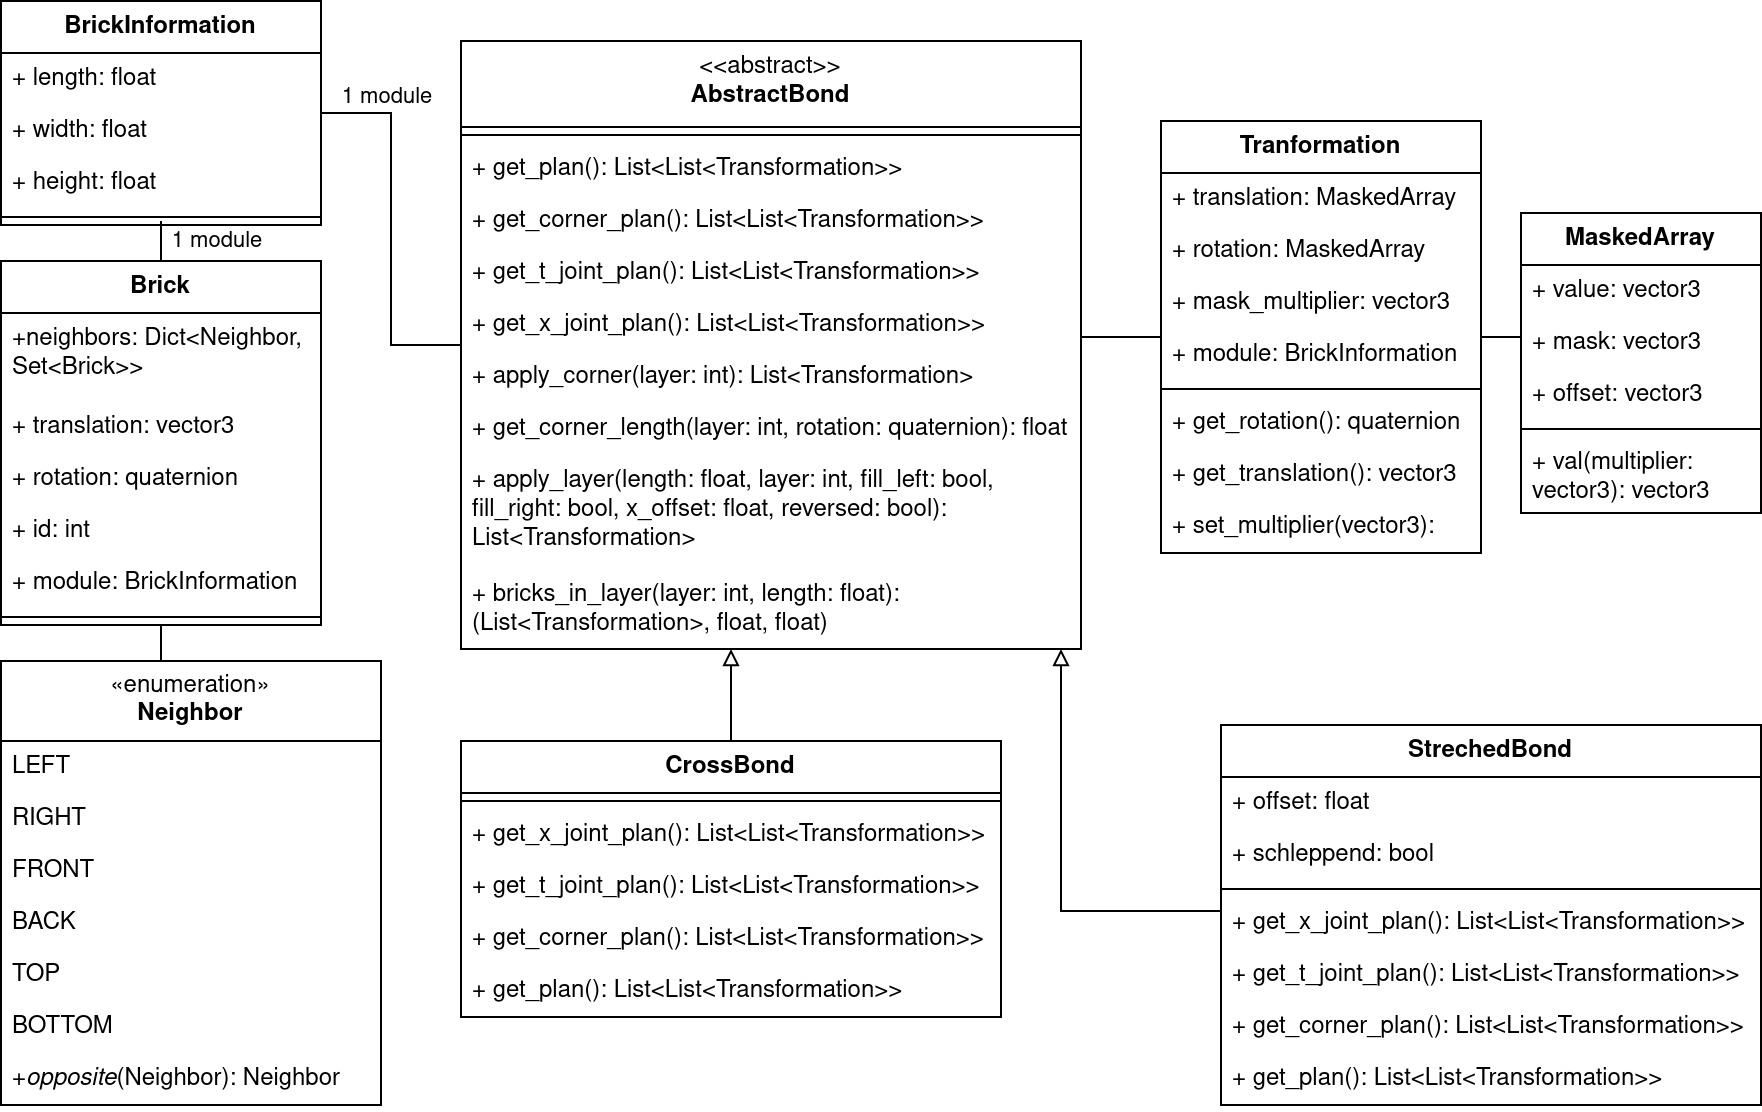 BrickInformation
+ length: float
+ width: float
+ height: float
1 module
1 module
Brick
+neighbors: Dict<Neighbor,
Set<Brick>>
+ translation: vector3
+ rotation: quaternion
+ id: int
+ module: BrickInformation
«enumeration»
Neighbor
LEFT
RIGHT
FRONT
BACK
TOP
BOTTOM
+opposite(Neighbor): Neighbor
<<abstract>>
AbstractBond
+ get_plan(): List<List<Transformation>>
+ get_corner_plan(): List<List<Transformation>>
+ get_t_joint_plan(): List<List<Transformation>>
+ get_x_joint_plan(): List<List<Transformation>>
+ apply_corner(layer: int): List<Transformation>
+ get_corner_length(layer: int, rotation: quaternion): float
+ apply_layer(length: float, layer: int, fill_left: bool,
fill_right: bool, x_offset: float, reversed: bool):
List<Transformation>
+ bricks_in_layer(layer: int, length: float):
(List<Transformation>, float, float)
CrossBond
+ get_x_joint_plan(): List<List<Transformation>>
+ get_t_joint_plan(): List<List<Transformation>>
+ get_corner_plan(): List<List<Transformation>>
+ get_plan(): List<List<Transformation>>
Tranformation
+ translation: MaskedArray
+ rotation: MaskedArray
+ mask_multiplier: vector3
+ module: BrickInformation
+ get_rotation(): quaternion
+ get_translation(): vector3
+ set_multiplier(vector3):
MaskedArray
+ value: vector3
+ mask: vector3
+ offset: vector3
+ val(multiplier:
vector3): vector3
StrechedBond
+ offset: float
+ schleppend: bool
+ get_x_joint_plan(): List<List<Transformation>>
+ get_t_joint_plan(): List<List<Transformation>>
+ get_corner_plan(): List<List<Transformation>>
+ get_plan(): List<List<Transformation>>